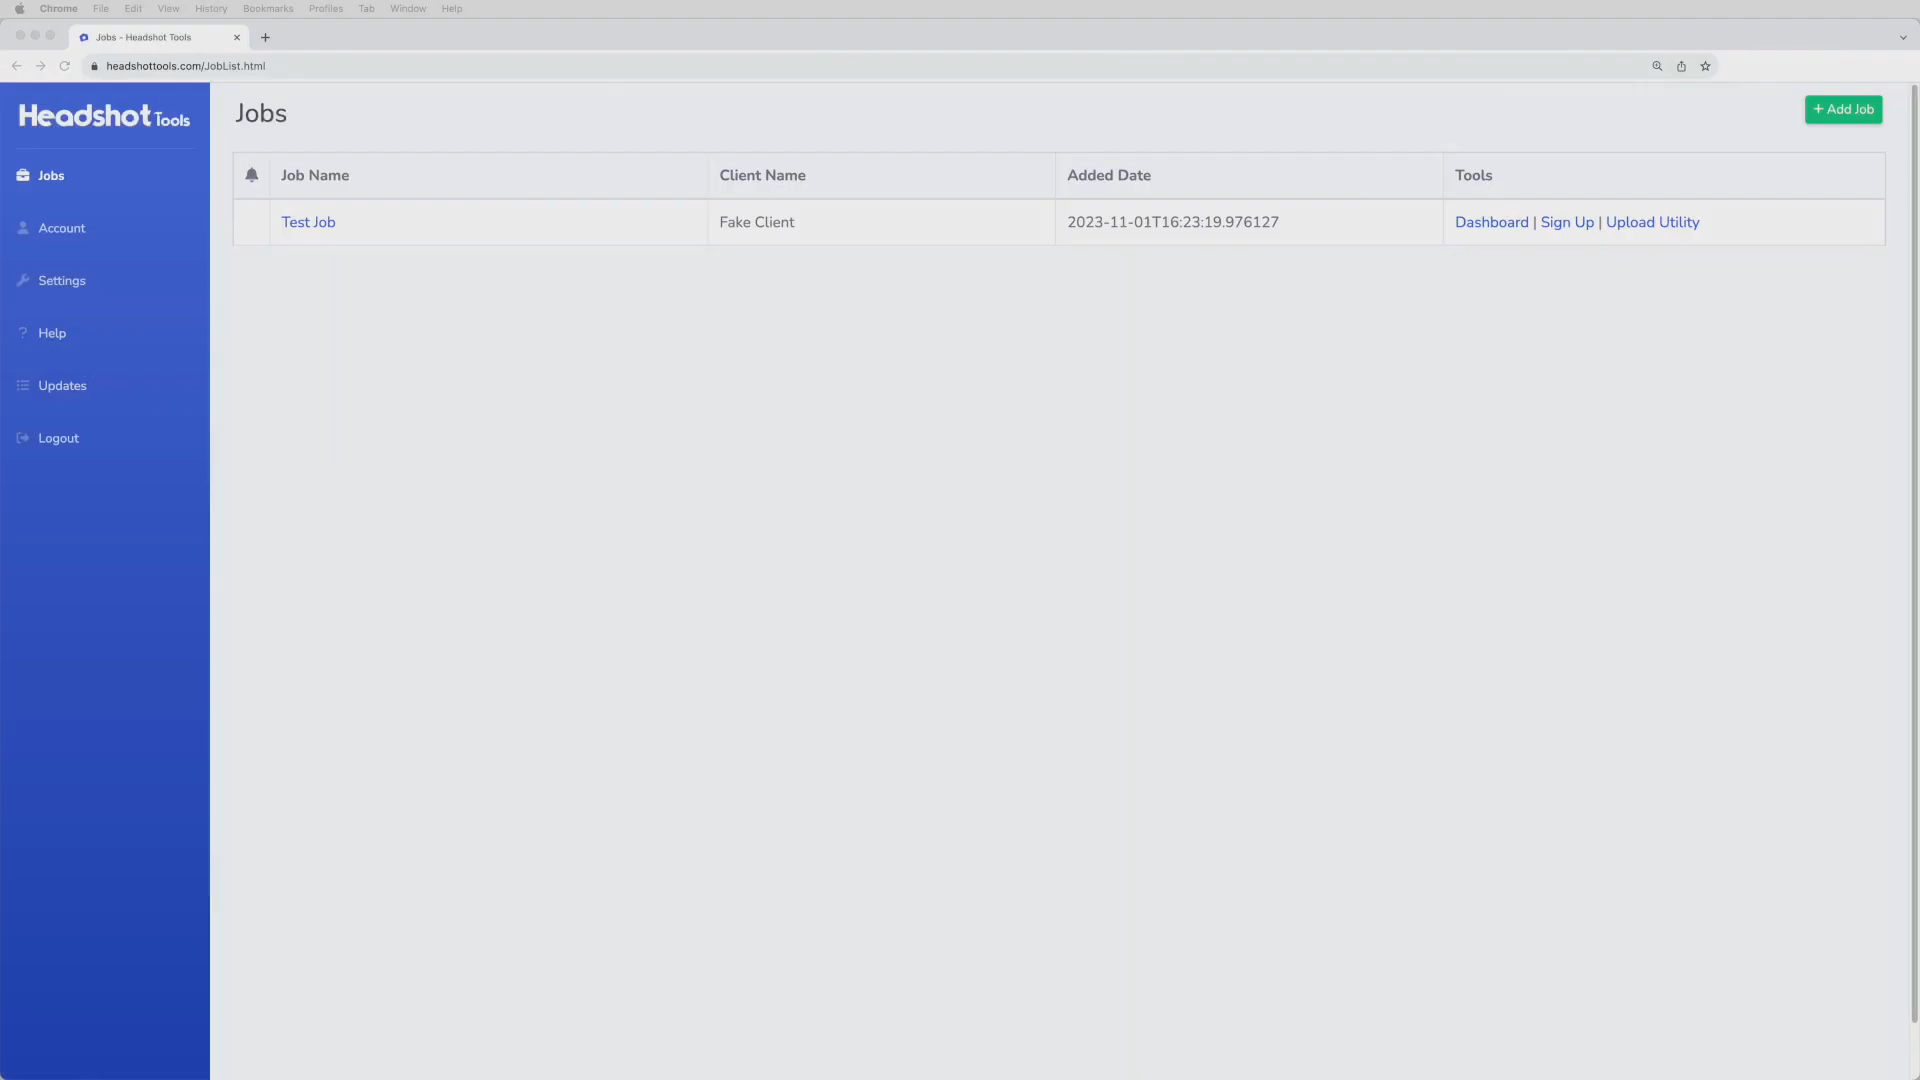 Chrome File Edit View History Bookmarks Profiles Tab Window Help
Jobs - Headshot Tools
headshottools.com/JobList.html
Headshot Tools
Jobs
Account
Settings
? Help
Updates
Logout
Jobs
+ Add Job
Job Name Client Name Added Date Tools
Test Job Fake Client 2023-11-01T16:23:19.976127 Dashboard | Sign Up | Upload Utility